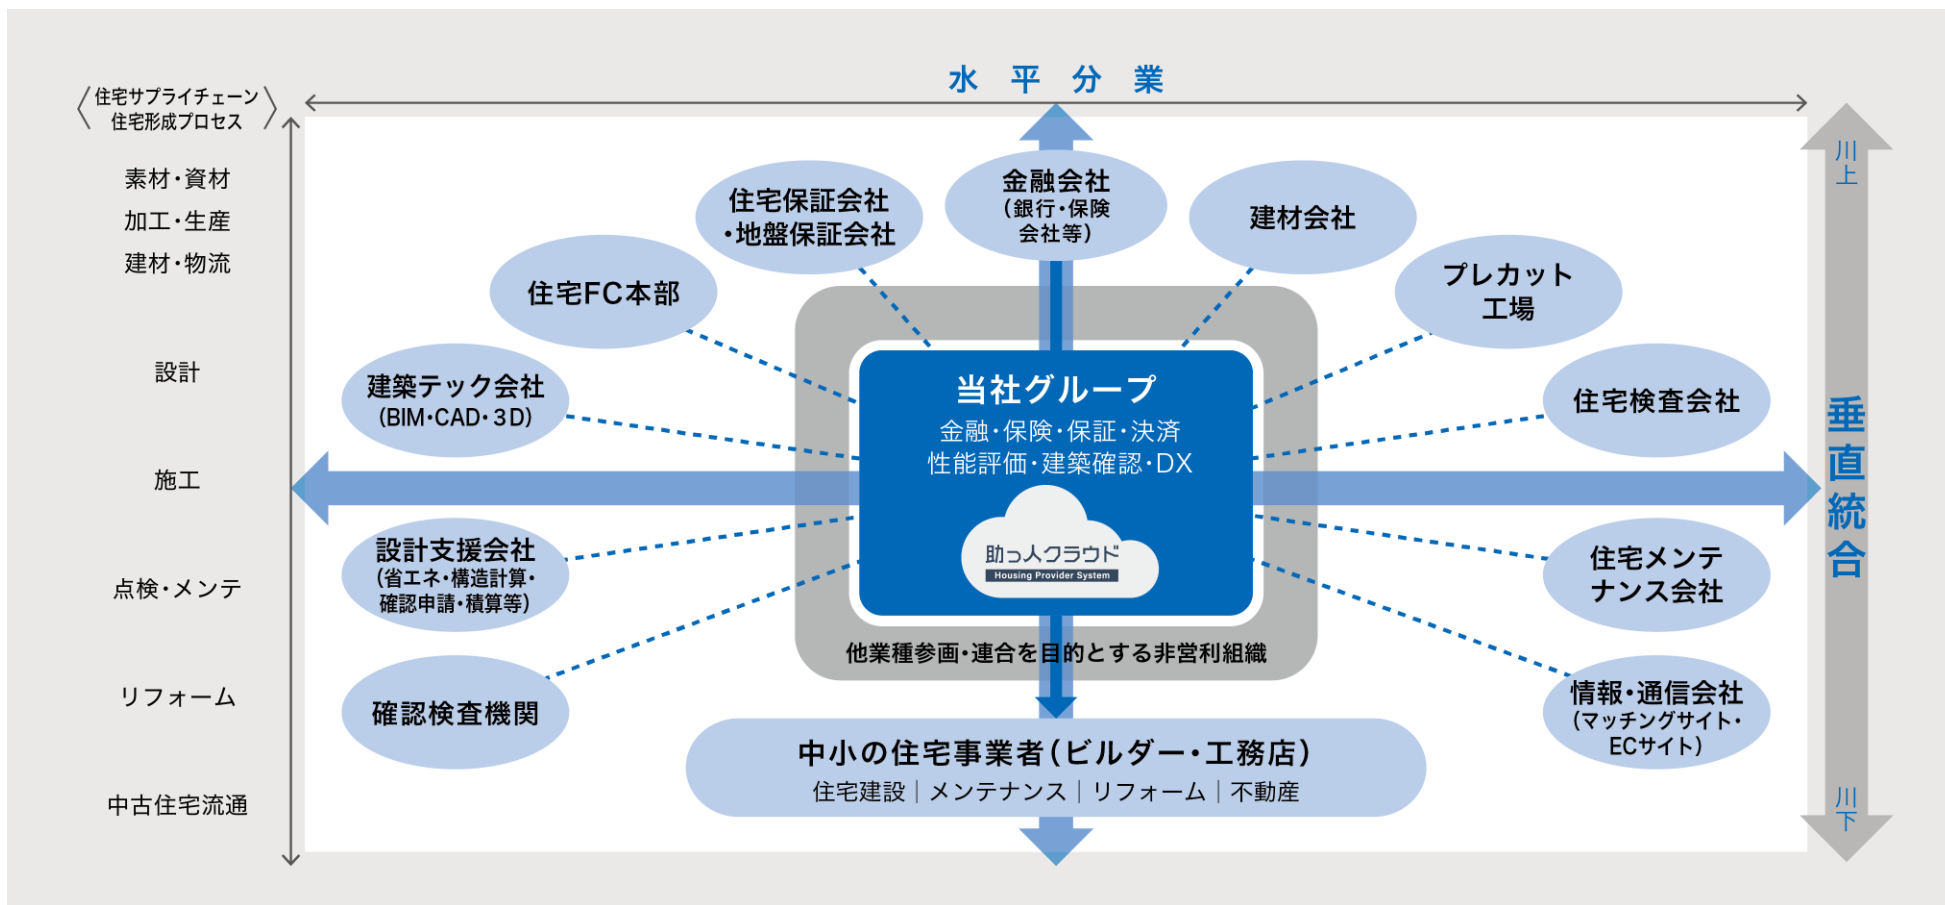 水平分業
住宅サプライチェーン
住宅形成プロセス
素材・資材
加工・生産
建材・物流
設計
施工
点検・メンテ
リフォーム
中古住宅流通
住宅保証会社
・地盤保証会社
金融会社
(銀行・保険
会社等)
建材会社
住宅FC本部
プレカット
工場
建築テック会社
(BIM・CAD・3D)
住宅検査会社
当社グループ
金融・保険・保証・決済
性能評価・建築確認・DX
助っ人クラウド
Housing Provider System
設計支援会社
(省エネ・構造計算・
確認申請・積算等)
住宅メンテ
ナンス会社
他業種参画・連合を目的とする非営利組織
確認検査機関
情報・通信会社
(マッチングサイト・
ECサイト)
中小の住宅事業者(ビルダー・工務店)
住宅建設｜メンテナンス｜リフォーム｜不動産
川上
垂直統合
川下